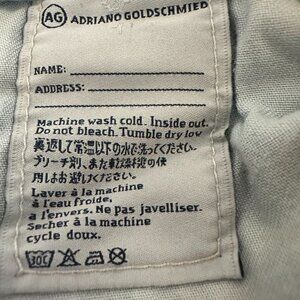 AG ADRIANO GOLDSCHMIED
NAME:
ADDRESS:
Machine wash cold. Inside out.
Do not bleach. Tumble dry low
裏返しで常温以下の水で洗ってください。
ブリーチ剤、また乾燥機の使
用はお避けください。
Laver à la machine
à l'eau froide,
a l'envers. Ne pas javelliser.
Secher à la machine
cycle doux.
30C